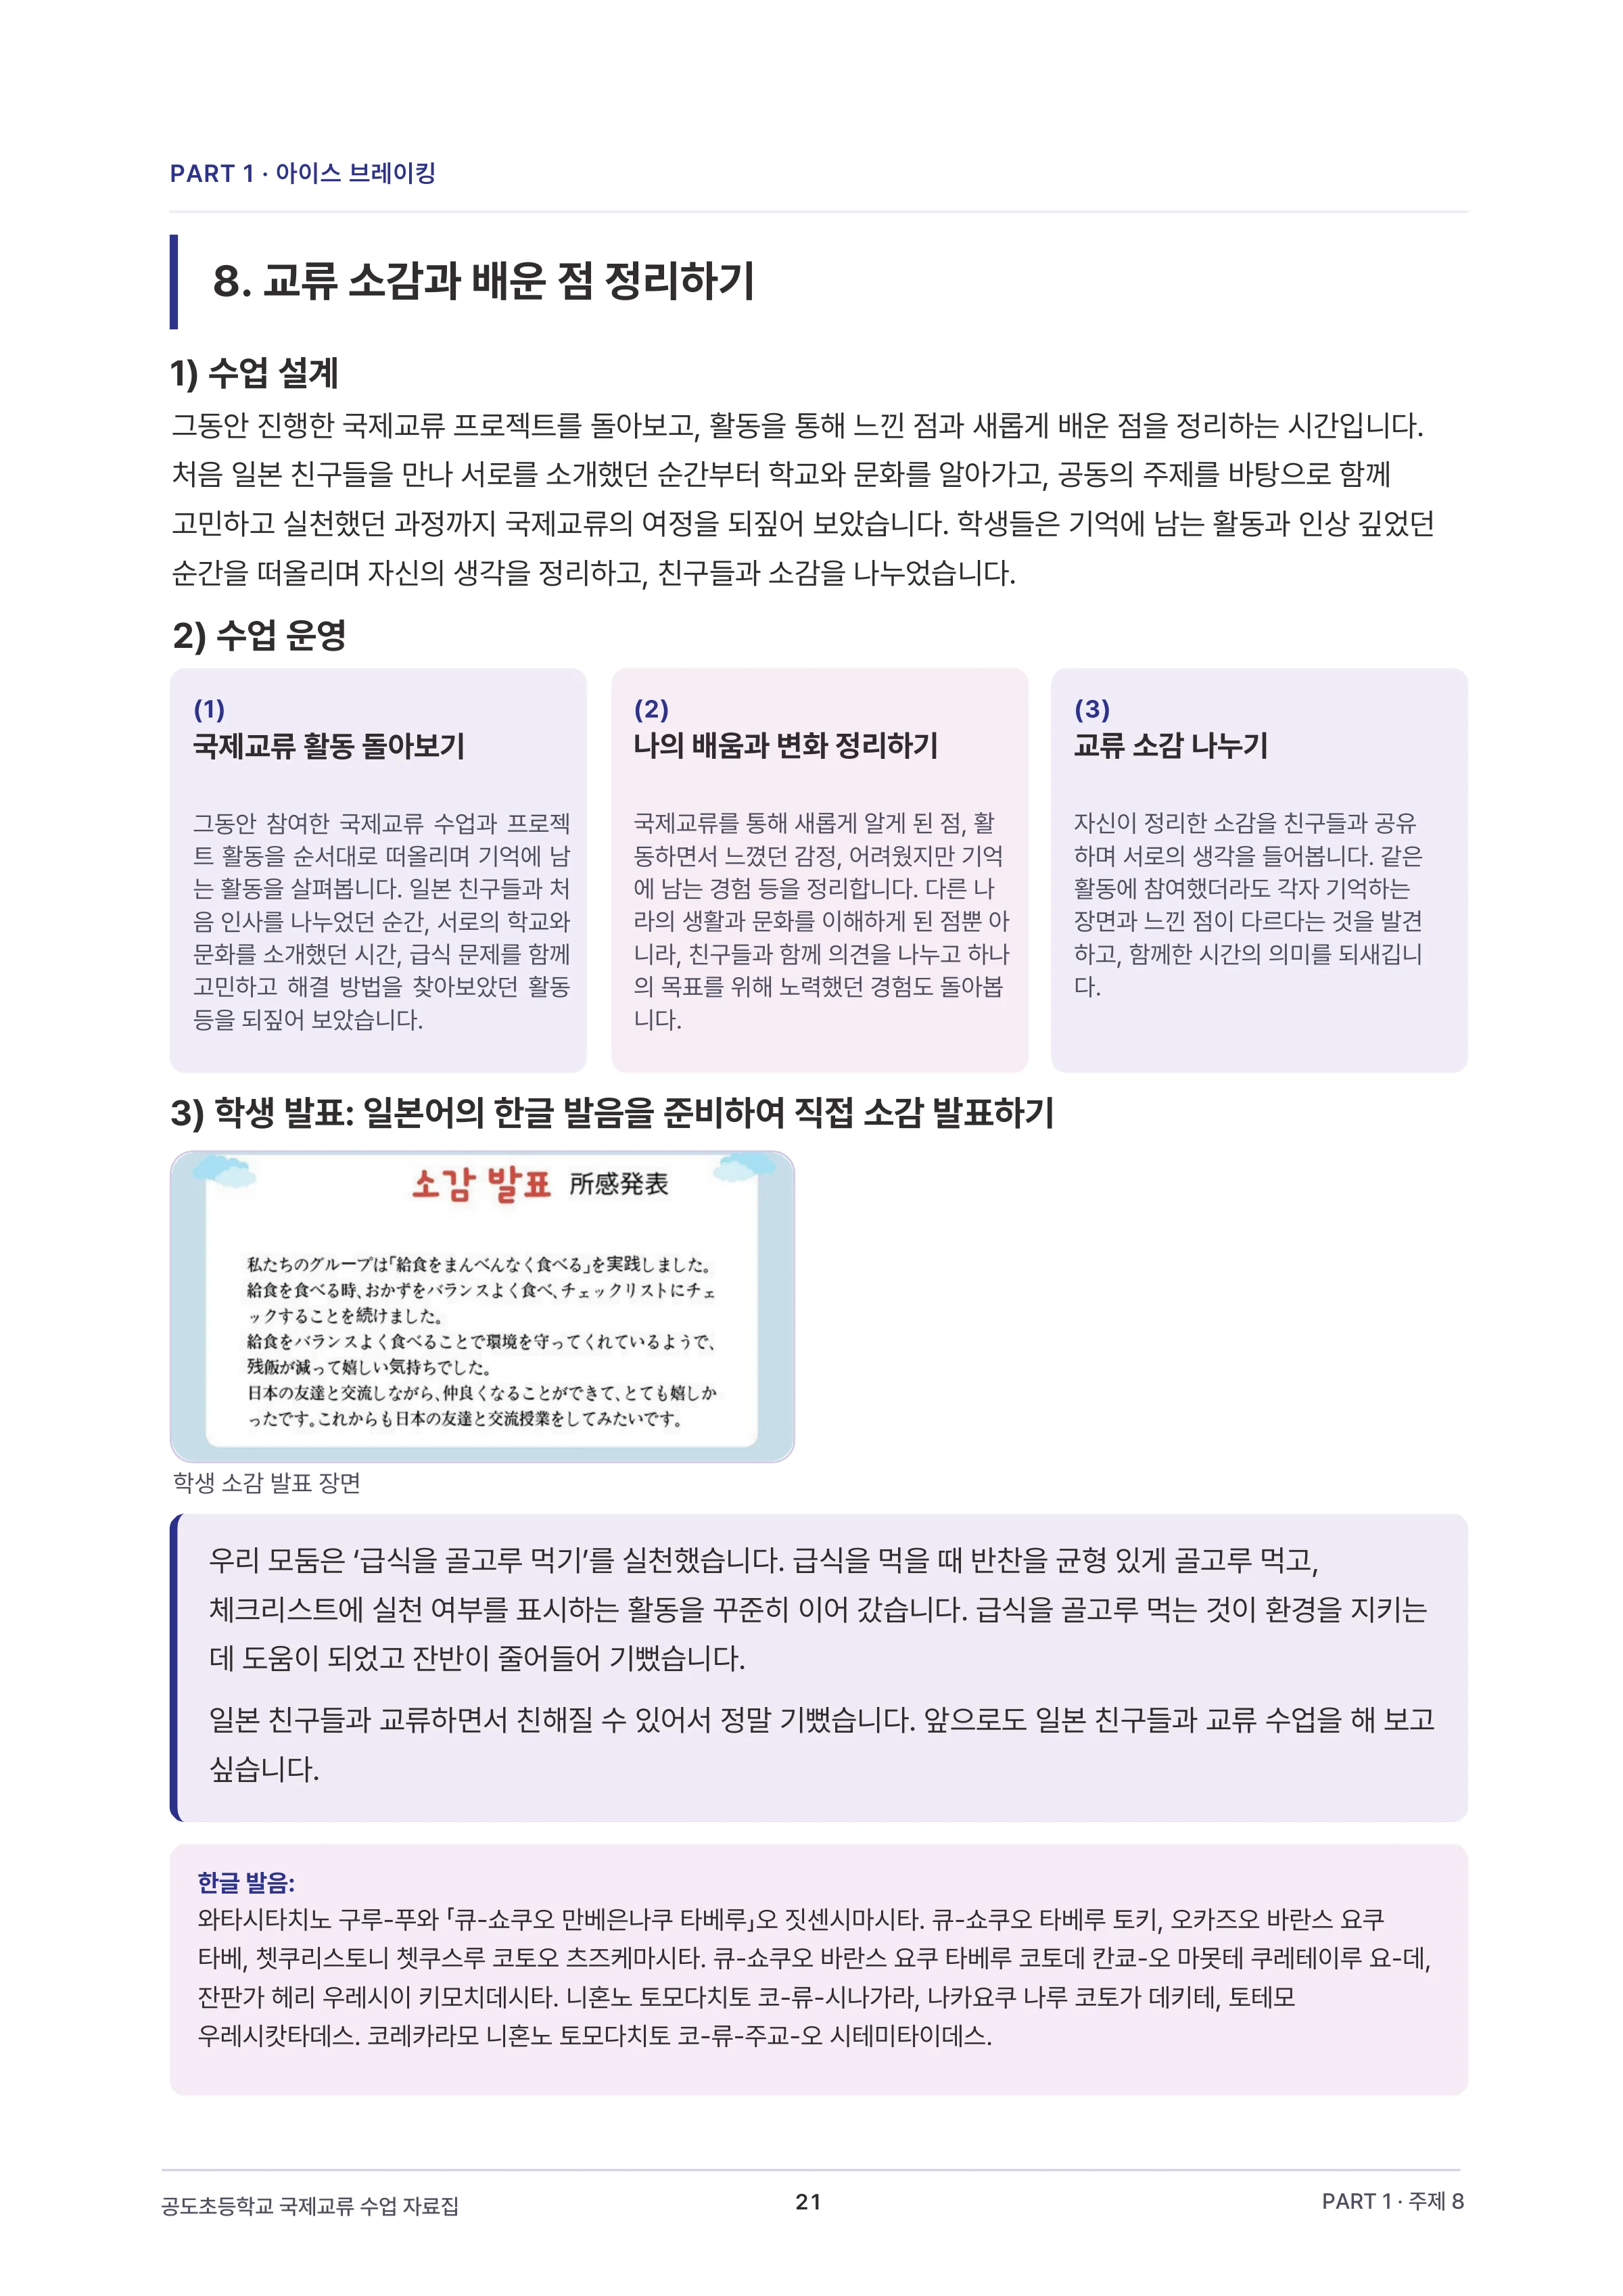 PART 1 · 아이스 브레이킹
8. 교류 소감과 배운 점 정리하기
1) 수업 설계
그동안 진행한 국제교류 프로젝트를 돌아보고, 활동을 통해 느낀 점과 새롭게 배운 점을 정리하는 시간입니다.
처음 일본 친구들을 만나 서로를 소개했던 순간부터 학교와 문화를 알아가고, 공동의 주제를 바탕으로 함께
고민하고 실천했던 과정까지 국제교류의 여정을 되짚어 보았습니다. 학생들은 기억에 남는 활동과 인상 깊었던
순간을 떠올리며 자신의 생각을 정리하고, 친구들과 소감을 나누었습니다.
2) 수업 운영
(1)
국제교류 활동 돌아보기
그동안 참여한 국제교류 수업과 프로젝
트 활동을 순서대로 떠올리며 기억에 남
는 활동을 살펴봅니다. 일본 친구들과 처
음 인사를 나누었던 순간, 서로의 학교와
문화를 소개했던 시간, 급식 문제를 함께
고민하고 해결 방법을 찾아보았던 활동
등을 되짚어 보았습니다.
(2)
나의 배움과 변화 정리하기
국제교류를 통해 새롭게 알게 된 점, 활
동하면서 느꼈던 감정, 어려웠지만 기억
에 남는 경험 등을 정리합니다. 다른 나
라의 생활과 문화를 이해하게 된 점뿐 아
니라, 친구들과 함께 의견을 나누고 하나
의 목표를 위해 노력했던 경험도 돌아봅
니다.
(3)
교류 소감 나누기
자신이 정리한 소감을 친구들과 공유
하며 서로의 생각을 들어봅니다. 같은
활동에 참여했더라도 각자 기억하는
장면과 느낀 점이 다르다는 것을 발견
하고, 함께한 시간의 의미를 되새깁니
다.
3) 학생 발표: 일본어의 한글 발음을 준비하여 직접 소감 발표하기
소감 발표 所感発表
私たちのグループは「給食をまんべんなく食べる」を実践しました。
給食を食べる時、おかずをバランスよく食べ、チェックリストにチェ
ックすることを続けました。
給食をバランスよく食べることで環境を守ってくれているようで、
残飯が減って嬉しい気持ちでした。
日本の友達と交流しながら、仲良くなることができて、とても嬉しか
ったです。これからも日本の友達と交流授業をしてみたいです。
학생 소감 발표 장면
우리 모둠은 ‘급식을 골고루 먹기’를 실천했습니다. 급식을 먹을 때 반찬을 균형 있게 골고루 먹고,
체크리스트에 실천 여부를 표시하는 활동을 꾸준히 이어 갔습니다. 급식을 골고루 먹는 것이 환경을 지키는
데 도움이 되었고 잔반이 줄어들어 기뻤습니다.
일본 친구들과 교류하면서 친해질 수 있어서 정말 기뻤습니다. 앞으로도 일본 친구들과 교류 수업을 해 보고
싶습니다.
한글 발음:
와타시타치노 구루-푸와 「큐-쇼쿠오 만베은나쿠 타베루」오 짓센시마시타. 큐-쇼쿠오 타베루 토키, 오카즈오 바란스 요쿠
타베, 쳇쿠리스토니 쳇쿠스루 코토오 츠즈케마시타. 큐-쇼쿠오 바란스 요쿠 타베루 코토데 칸쿄-오 마못테 쿠레테이루 요-데,
잔판가 헤리 우레시이 키모치데시타. 니혼노 토모다치토 코-류-시나가라, 나카요쿠 나루 코토가 데키테, 토테모
우레시캇타데스. 코레카라모 니혼노 토모다치토 코-류-주교-오 시테미타이데스.
공도초등학교 국제교류 수업 자료집
21
PART 1 · 주제 8